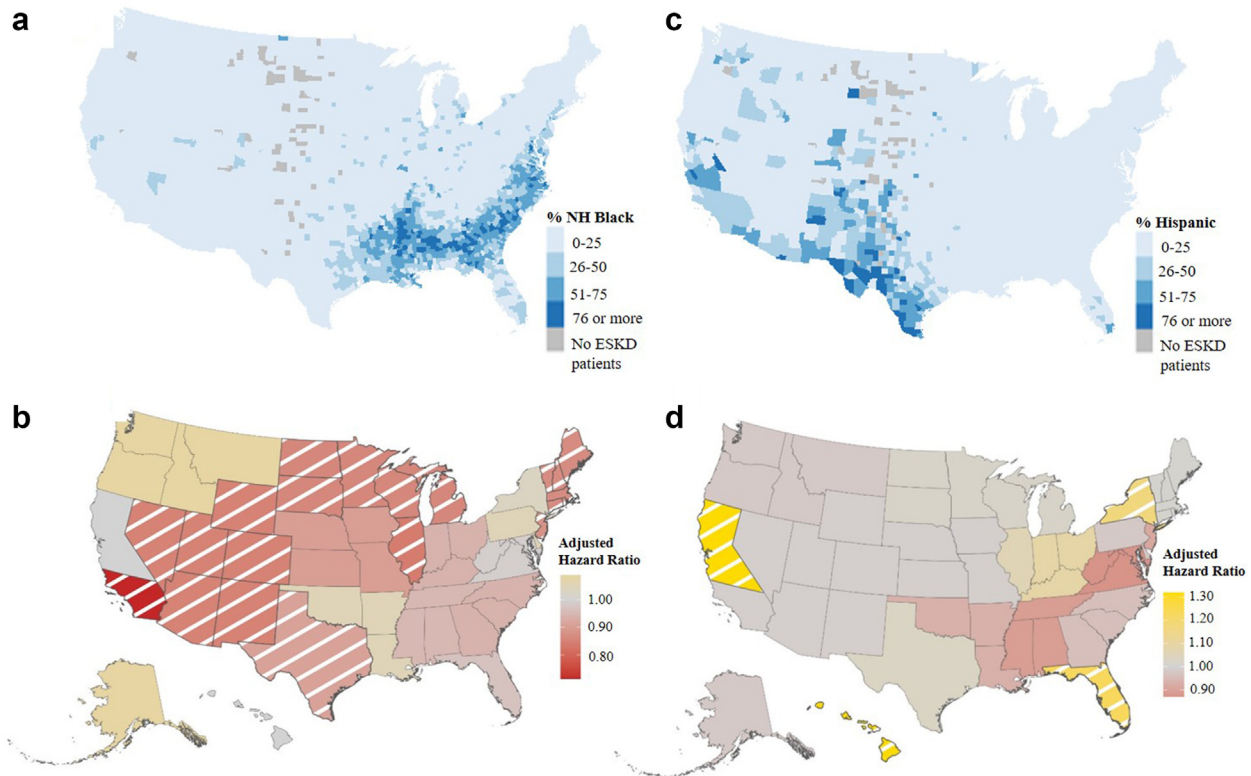 a
% NH Black
0-25
26-50
51-75
76 or more
No ESKD
patients
c
% Hispanic
0-25
26-50
51-75
76 or more
No ESKD
patients
b
Adjusted
Hazard Ratio
1.00
0.90
0.80
d
Adjusted
Hazard Ratio
1.30
1.20
1.10
1.00
0.90